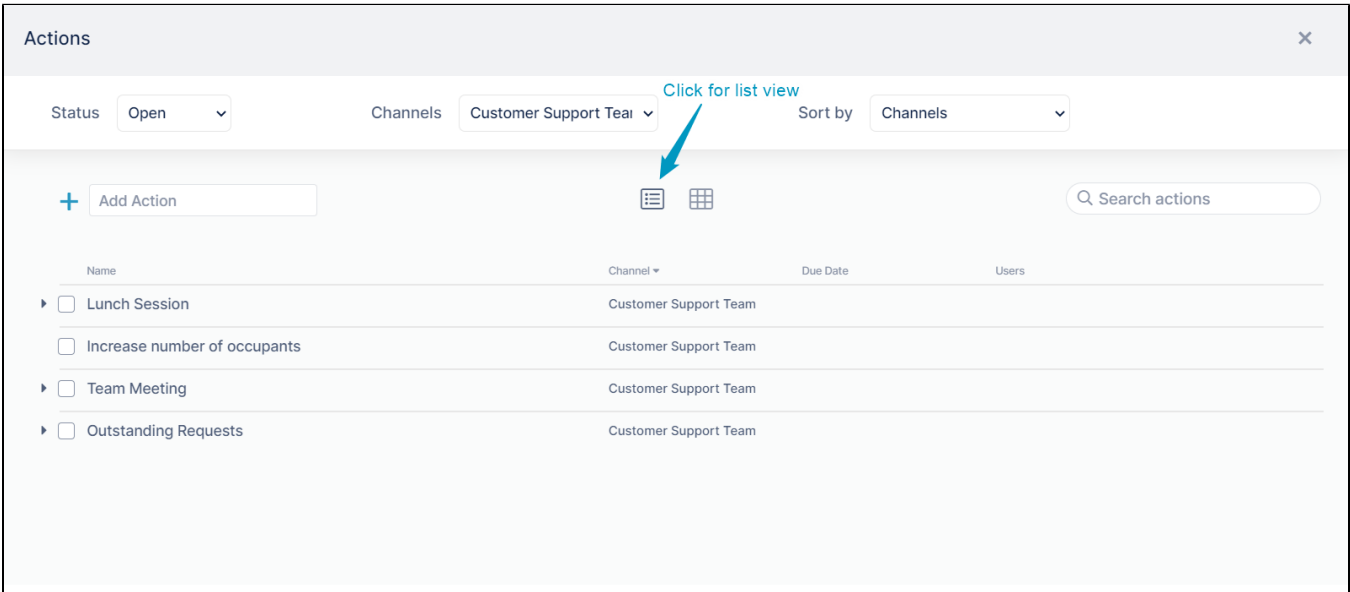 Actions
Click for list view
Status Open Channels Customer Support Tea Sort by Channels
Add Action Search actions
Name Channel Due Date Users
Lunch Session Customer Support Team
Increase number of occupants Customer Support Team
Team Meeting Customer Support Team
Outstanding Requests Customer Support Team